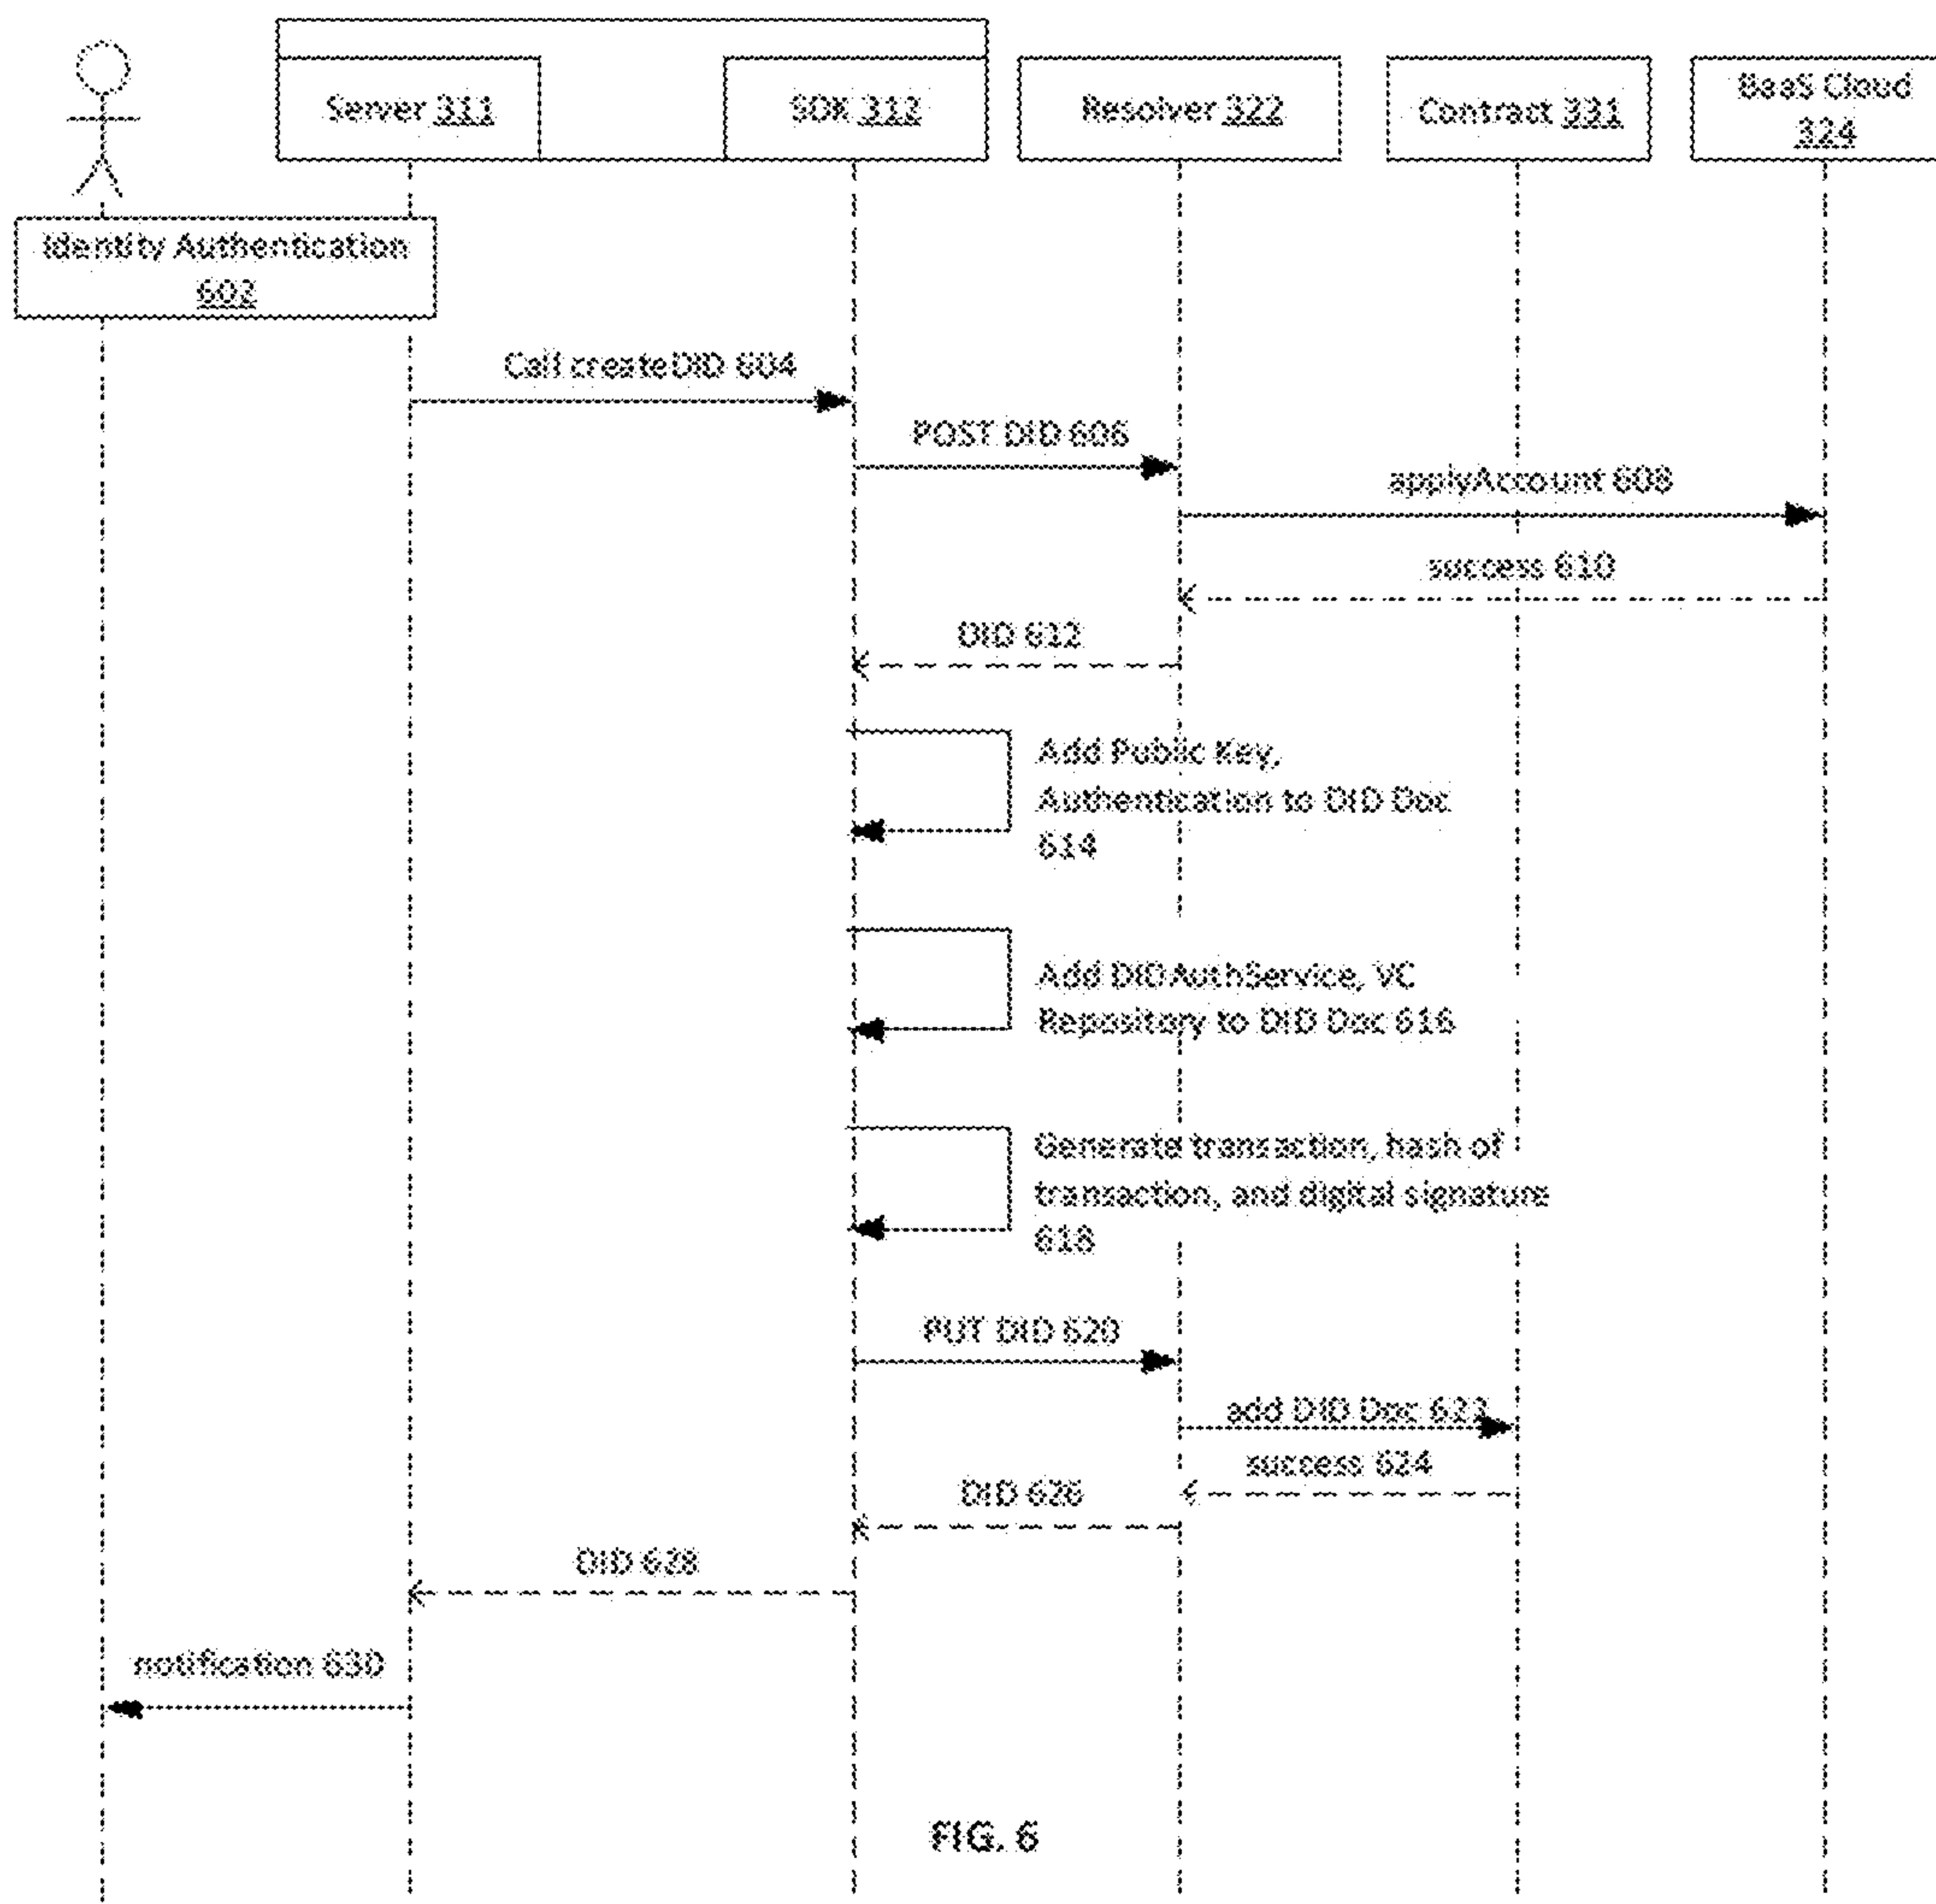 Server 311
SDK 312
Resolver 322
Contract 331
BaaS Cloud
324
Identity Authentication
602
Call createDID 604
POST DID 606
applyAccount 608
success 610
DID 612
Add Public Key,
Authentication to DID Doc
614
Add DIDAuthService, VC
Repository to DID Doc 616
Generate transaction, hash of
transaction, and digital signature
618
PUT DID 620
add DID Doc 623
success 624
DID 626
DID 628
notification 630
FIG. 6